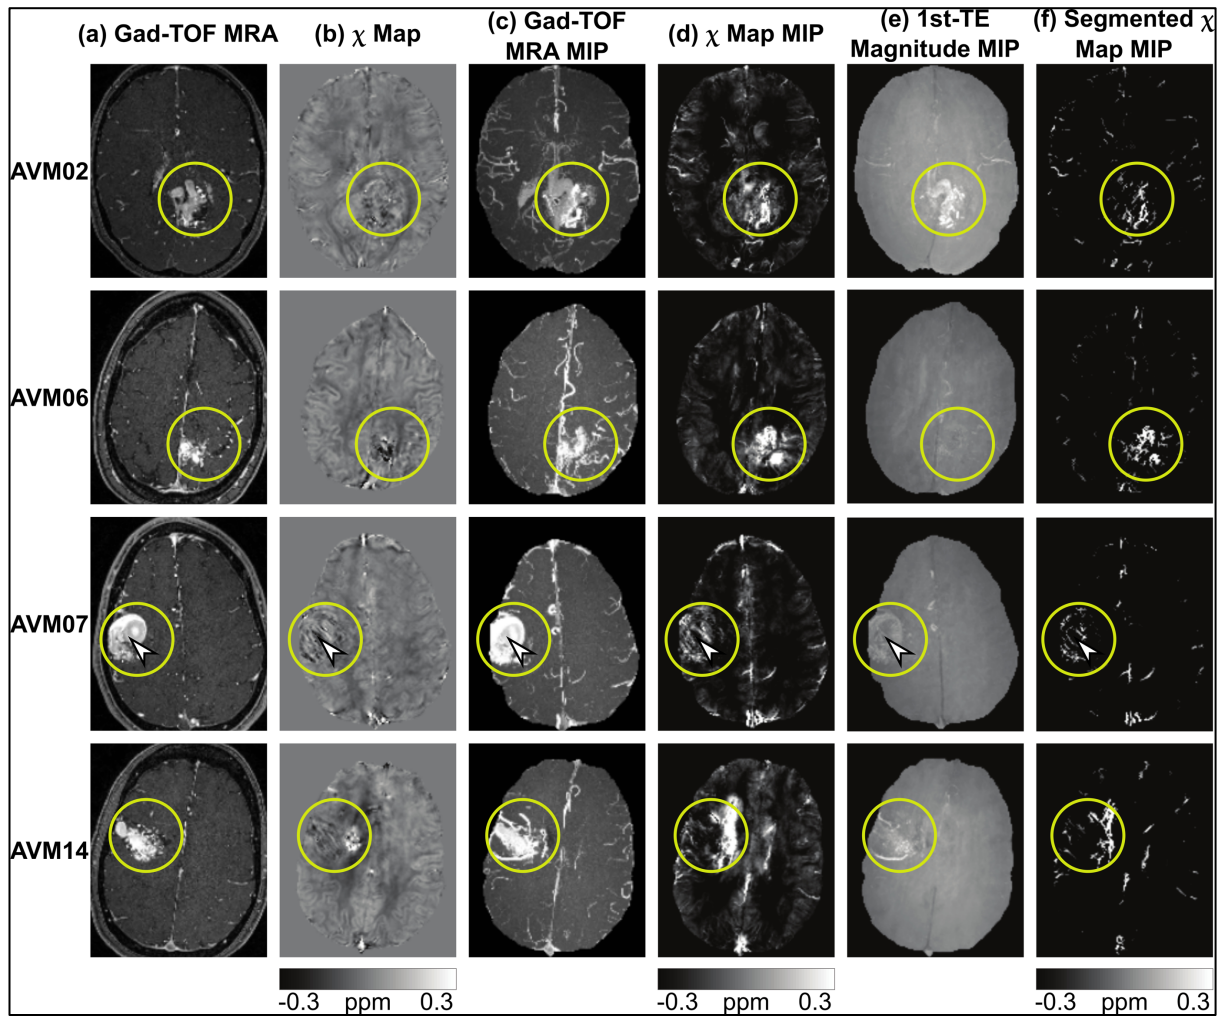 (a) Gad-TOF MRA
(b) χ Map
(c) Gad-TOF
MRA MIP
(d) χ Map MIP
(e) 1st-TE
Magnitude MIP
(f) Segmented χ
Map MIP
AVM02
AVM06
AVM07
AVM14
-0.3 ppm 0.3
-0.3 ppm 0.3
-0.3 ppm 0.3